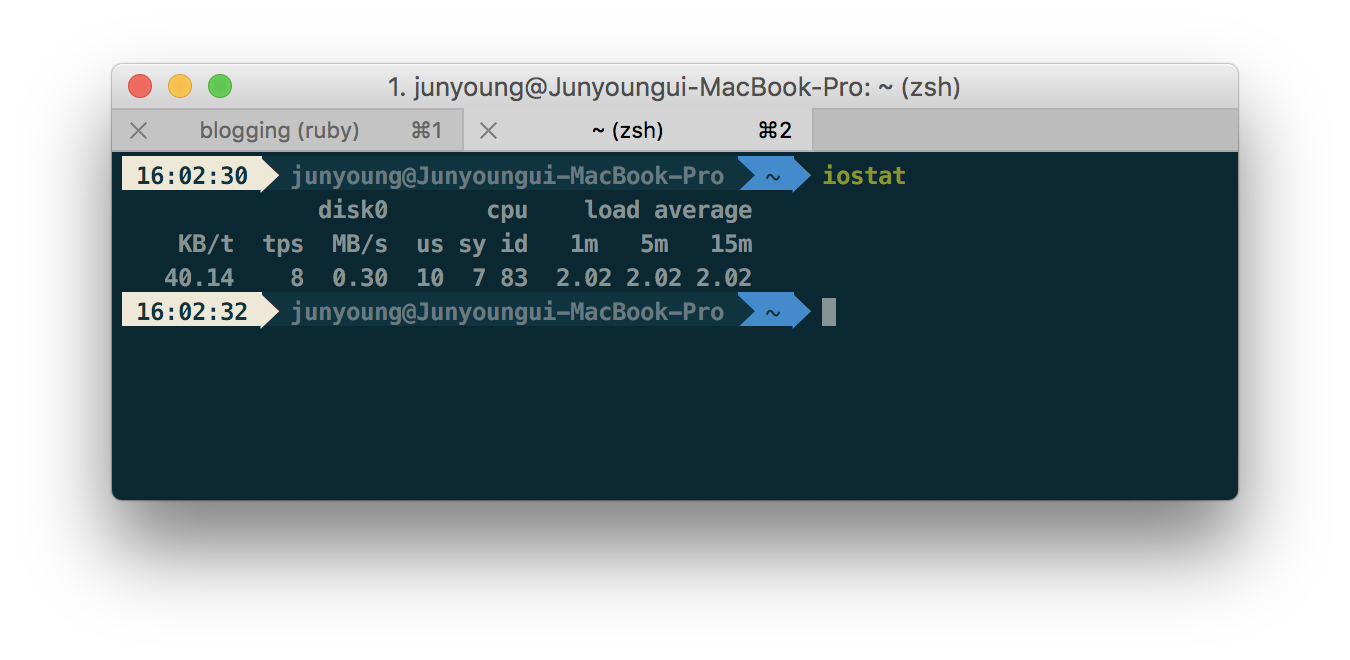 1. junyoung@Junyoungui-MacBook-Pro: ~ (zsh)
blogging (ruby) ⌘1 ~ (zsh) ⌘2
16:02:30 junyoung@Junyoungui-MacBook-Pro ~ iostat
disk0 cpu load average
KB/t tps MB/s us sy id 1m 5m 15m
40.14 8 0.30 10 7 83 2.02 2.02 2.02
16:02:32 junyoung@Junyoungui-MacBook-Pro ~